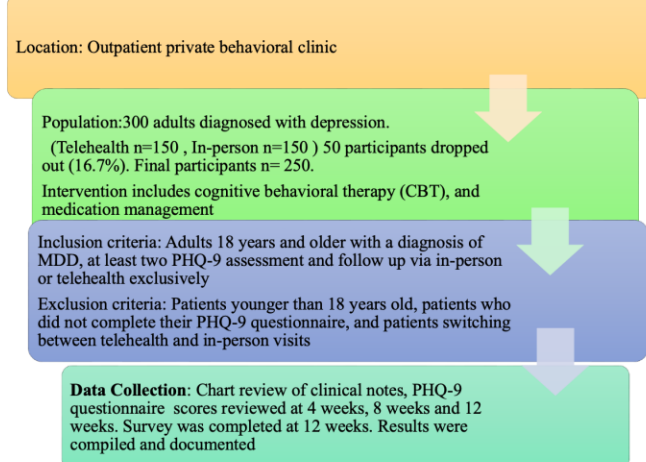 Location: Outpatient private behavioral clinic
Population:300 adults diagnosed with depression.
(Telehealth n=150 , In-person n=150 ) 50 participants dropped
out (16.7%). Final participants n= 250.
Intervention includes cognitive behavioral therapy (CBT), and
medication management
Inclusion criteria: Adults 18 years and older with a diagnosis of
MDD, at least two PHQ-9 assessment and follow up via in-person
or telehealth exclusively
Exclusion criteria: Patients younger than 18 years old, patients who
did not complete their PHQ-9 questionnaire, and patients switching
between telehealth and in-person visits
Data Collection: Chart review of clinical notes, PHQ-9
questionnaire scores reviewed at 4 weeks, 8 weeks and 12
weeks. Survey was completed at 12 weeks. Results were
compiled and documented